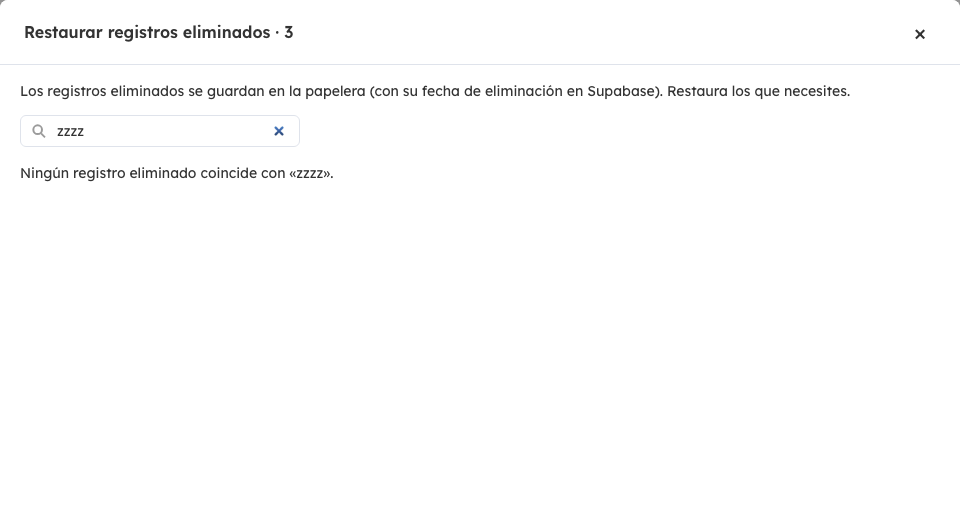 Restaurar registros eliminados · 3
Los registros eliminados se guardan en la papelera (con su fecha de eliminación en Supabase). Restaura los que necesites.
zzzz
Ningún registro eliminado coincide con «zzzz».